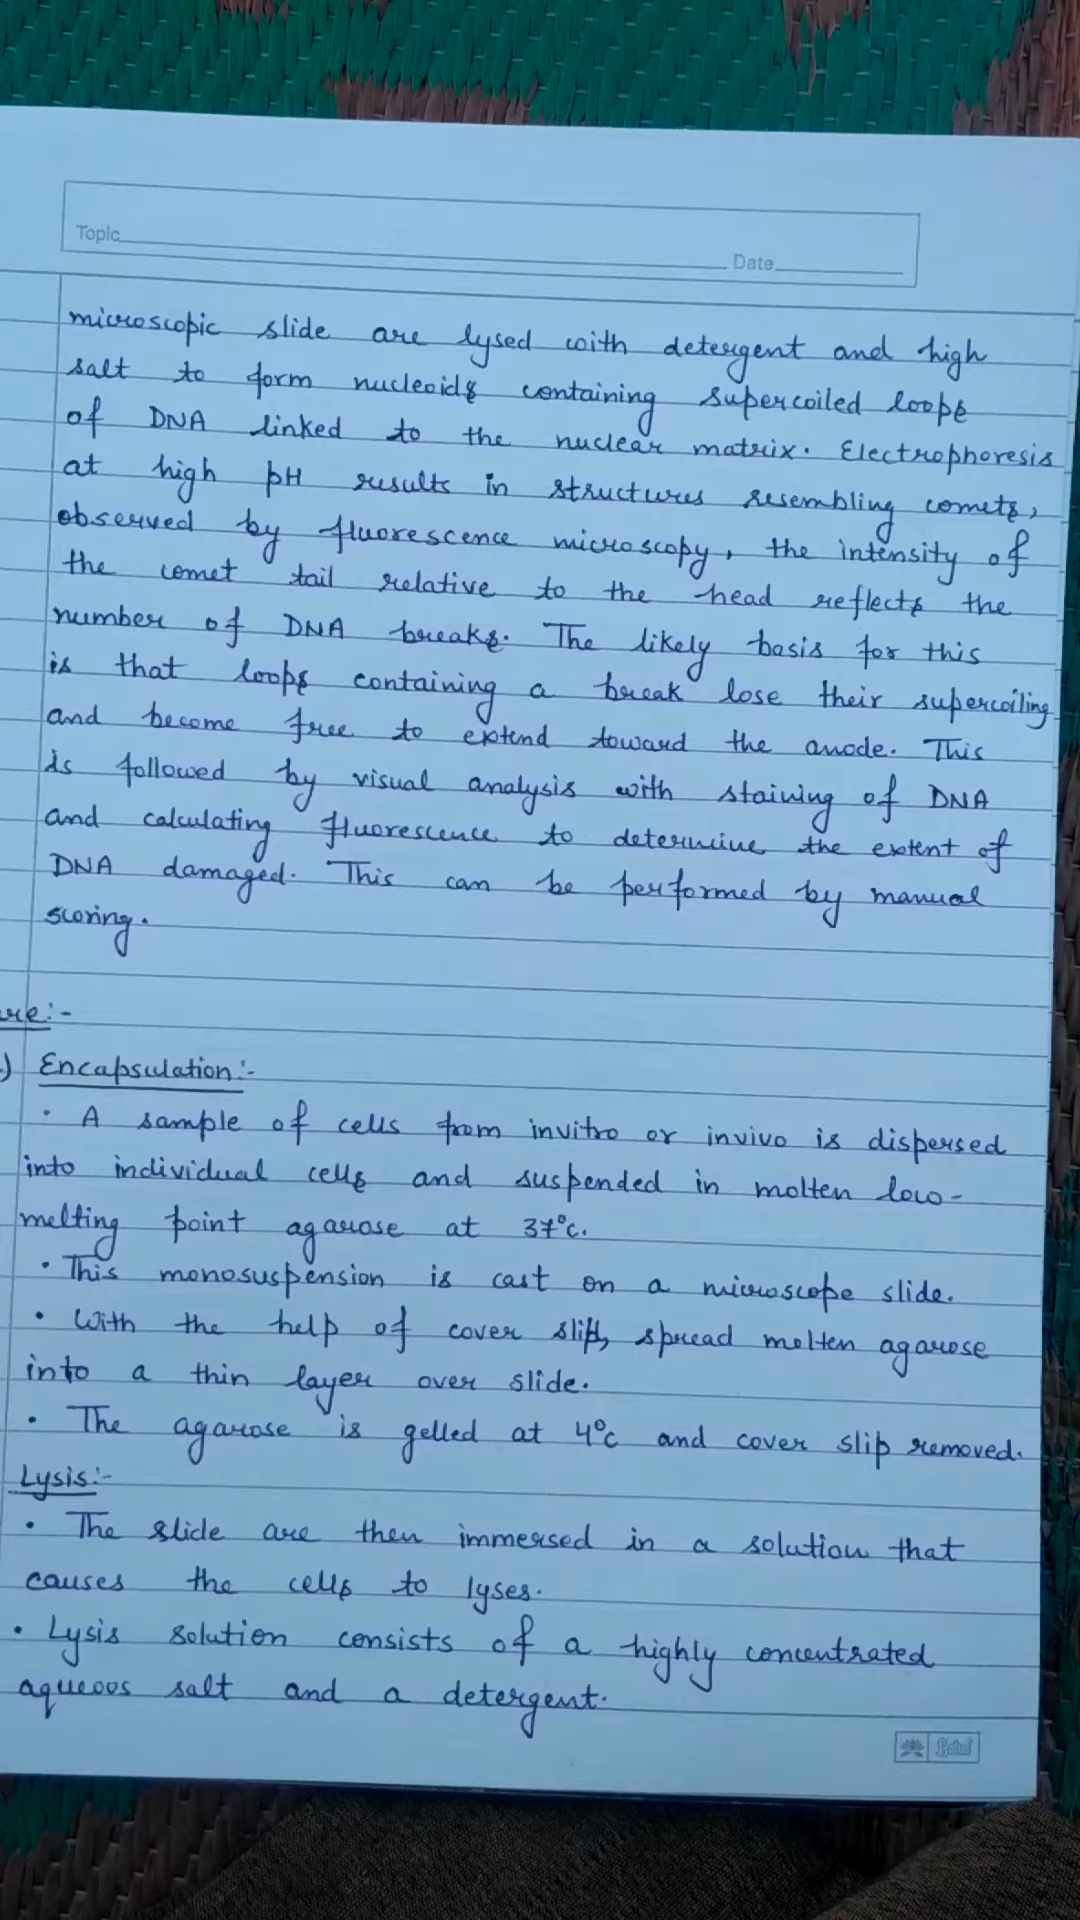 Topic
Date
microscopic slide are lysed with detergent and high
salt to form nucleoids containing supercoiled loops
of DNA linked to the nuclear matrix. Electrophoresis
at high pH results in structures resembling comets,
observed by fluorescence microscopy, the intensity of
the comet tail relative to the head reflects the
number of DNA breaks. The likely basis for this
is that loops containing a break lose their supercoiling
and become free to extend toward the anode. This
is followed by visual analysis with staining of DNA
and calculating fluorescence to determine the extent of
DNA damaged. This can be performed by manual
scoring.
ure:-
.) Encapsulation:-
• A sample of cells from invitro or invivo is dispersed
into individual cells and suspended in molten low-
melting point agarose at 37°c.
• This monosuspension is cast on a microscope slide.
• With the help of cover slip, spread molten agarose
into a thin layer over slide.
• The agarose is gelled at 4°c and cover slip removed.
Lysis:-
• The slide are then immersed in a solution that
causes the cells to lyses.
• Lysis solution consists of a highly concentrated
aqueous salt and a detergent.